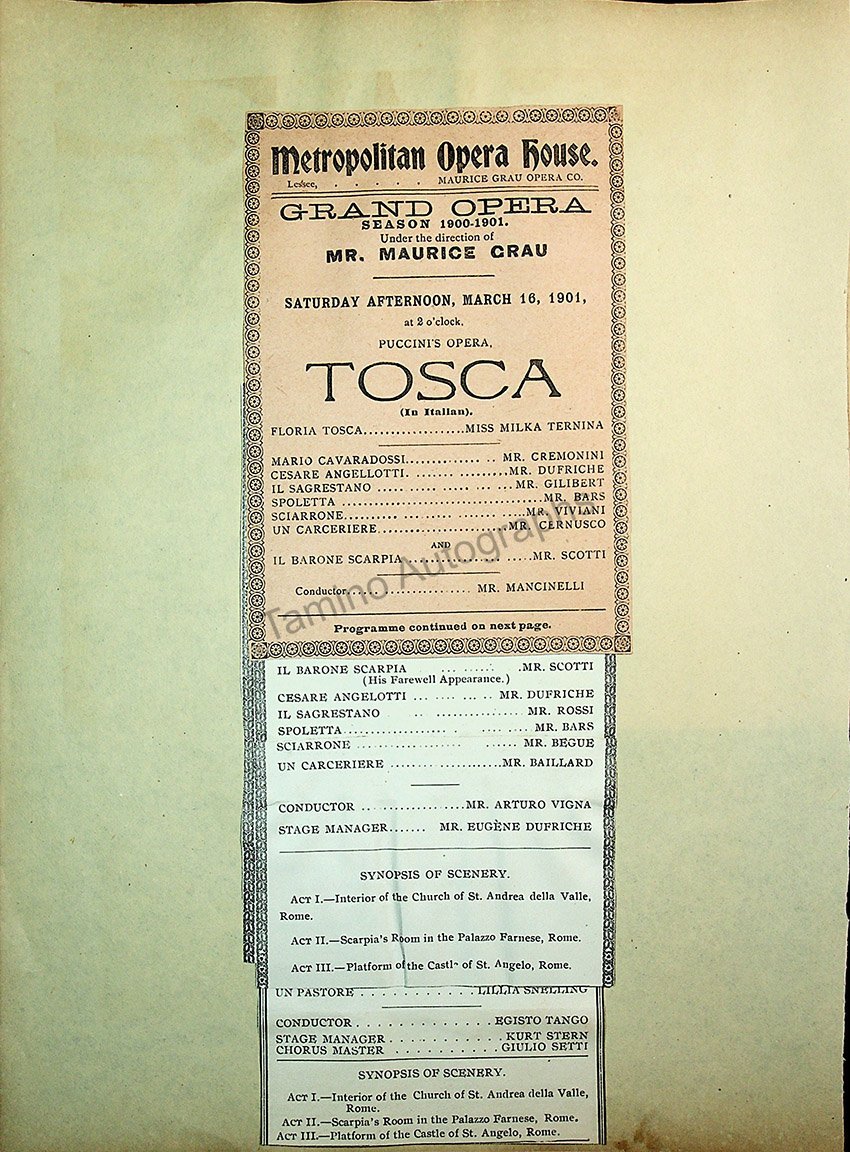 Metropolitan Opera House.
Lessee, . . . . . MAURICE GRAU OPERA CO.
GRAND OPERA
SEASON 1900-1901.
Under the direction of
MR. MAURICE GRAU
SATURDAY AFTERNOON, MARCH 16, 1901,
at 2 o'clock.
PUCCINI'S OPERA,
TOSCA
(In Italian).
FLORIA TOSCA..................MISS MILKA TERNINA
MARIO CAVARADOSSI............. .. MR. CREMONINI
CESARE ANGELLOTTI. ....... .........MR. DUFRICHE
IL SAGRESTANO ..... ... ...... ... ... MR. GILIBERT
SPOLETTA .....................................MR. BARS
SCIARRONE.......... ... ....... ... ....MR. VIVIANI
UN CARCERIERE.........................MR. CERNUSCO
AND
IL BARONE SCARPIA .................. .....MR. SCOTTI
Conductor...... ................. MR. MANCINELLI
Tamino Autographs
Programme continued on next page.
IL BARONE SCARPIA ... ...... .MR. SCOTTI
(His Farewell Appearance.)
CESARE ANGELOTTI ... .... ... .. MR. DUFRICHE
IL SAGRESTANO .. ................ MR. ROSSI
SPOLETTA..................... .. .... .... MR. BARS
SCIARRONE .................... ...... MR. BEGUE
UN CARCERIERE ......................MR. BAILLARD
CONDUCTOR .. ..................MR. ARTURO VIGNA
STAGE MANAGER....... MR. EUGÈNE DUFRICHE
SYNOPSIS OF SCENERY.
ACT I.—Interior of the Church of St. Andrea della Valle,
Rome.
ACT II.—Scarpia's Room in the Palazzo Farnese, Rome.
ACT III.—Platform of the Castle of St. Angelo, Rome.
UN PASTORE . . . . . . . . . . . LILLIA SNELLING
CONDUCTOR . . . . . . . . . . . . . EGISTO TANGO
STAGE MANAGER . . . . . . . . . . . KURT STERN
CHORUS MASTER . . . . . . . . . . GIULIO SETTI
SYNOPSIS OF SCENERY.
ACT I.—Interior of the Church of St. Andrea della Valle,
Rome.
ACT II.—Scarpia's Room in the Palazzo Farnese, Rome.
ACT III.—Platform of the Castle of St. Angelo, Rome.